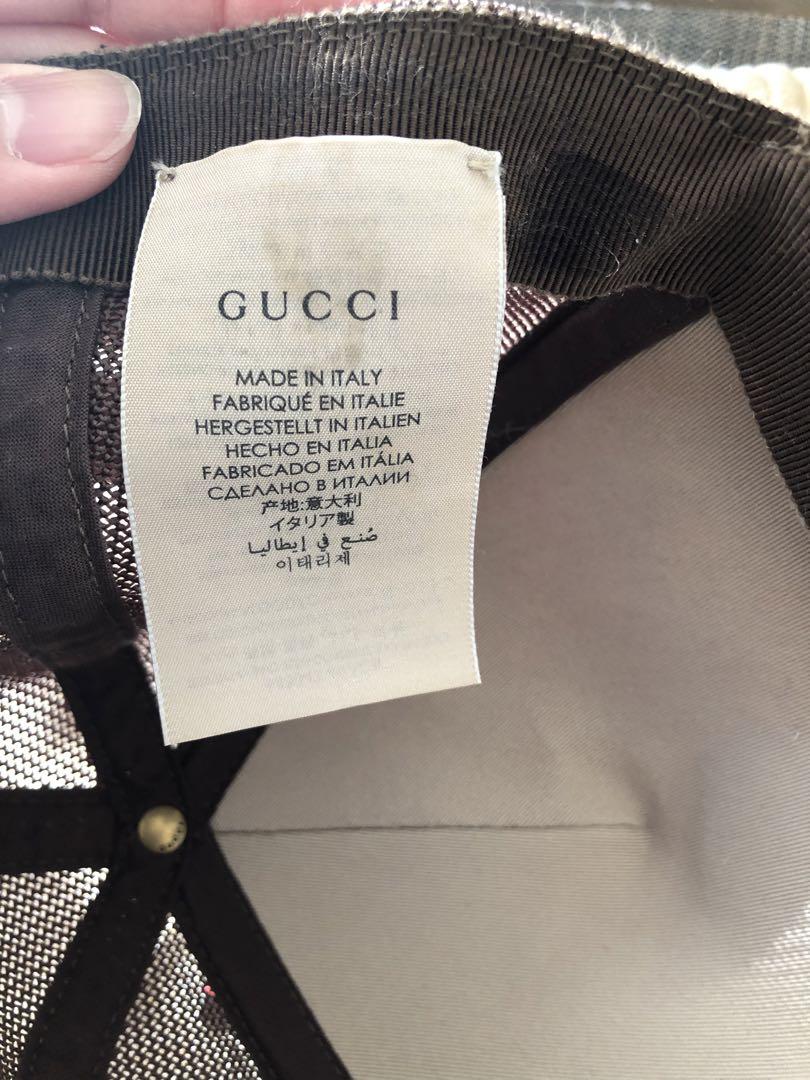 GUCCI
MADE IN ITALY
FABRIQUÉ EN ITALIE
HERGESTELLT IN ITALIEN
HECHO EN ITALIA
FABRICADO EM ITÁLIA
СДЕЛАНО В ИТАЛИИ
产地:意大利
イタリア製
صُنع في إيطاليا
이태리제